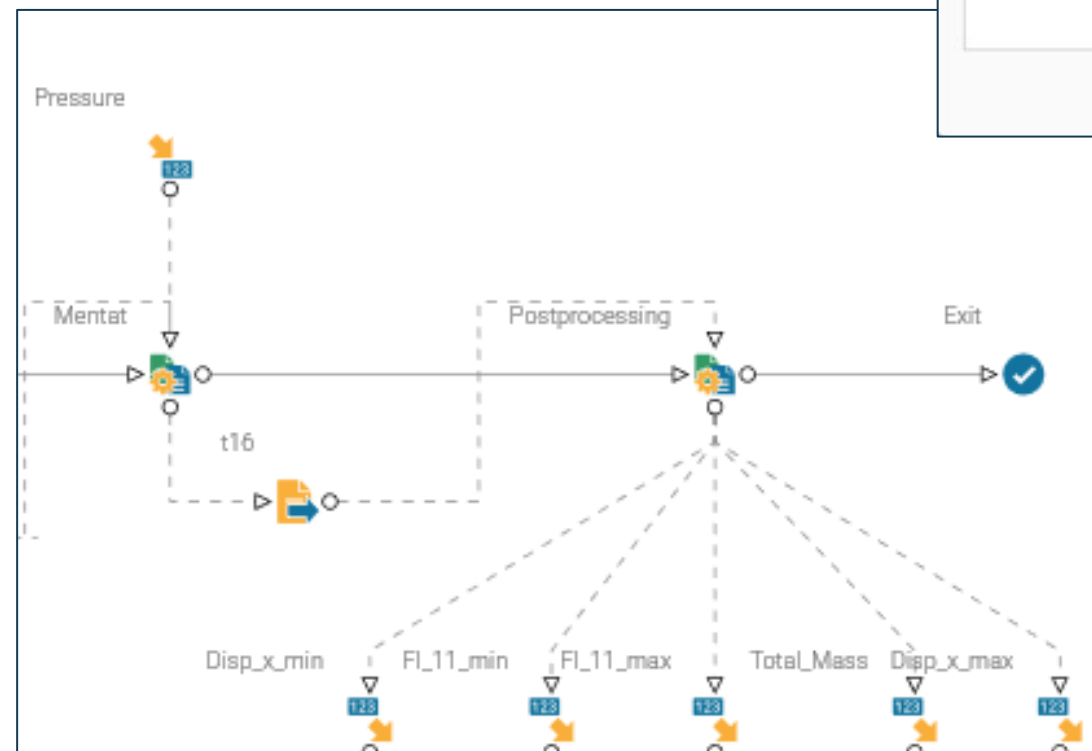 Pressure
123
Mentat
Postprocessing
Exit
t16
Disp_x_min
FI_11_min
FI_11_max
Total_Mass
Disp_x_max
123
123
123
123
123